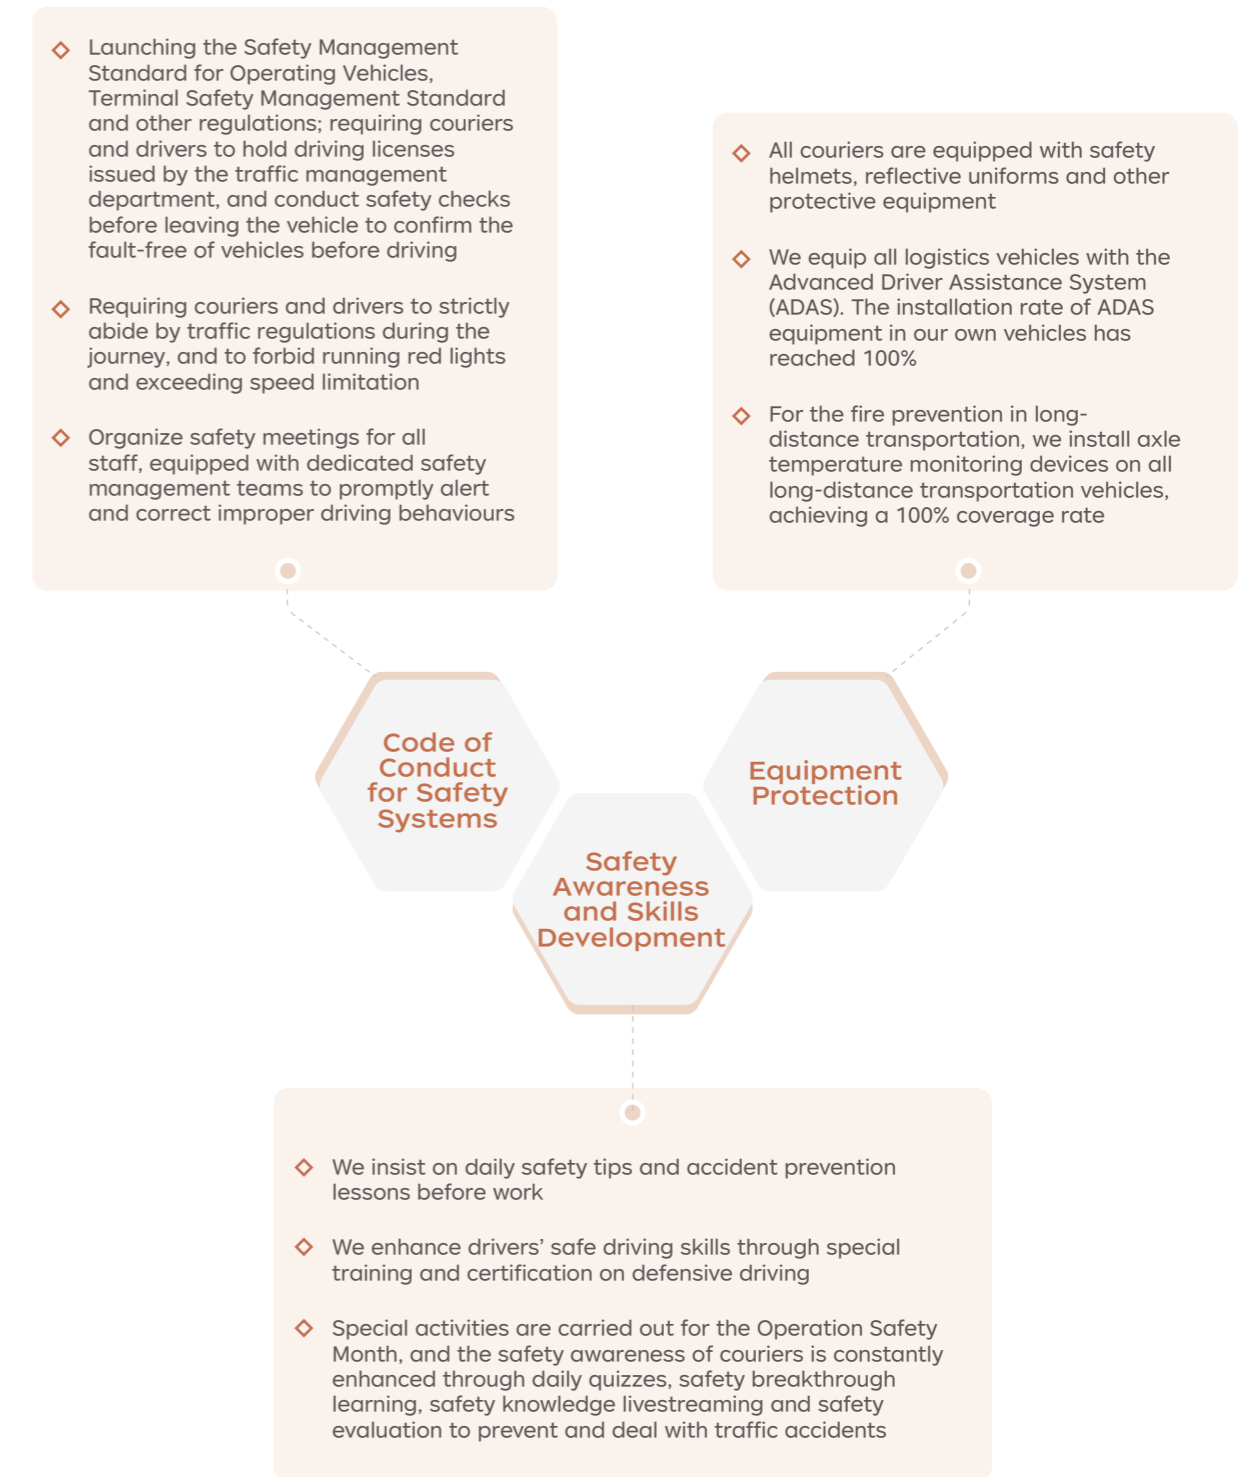 Launching the Safety Management
Standard for Operating Vehicles,
Terminal Safety Management Standard
and other regulations; requiring couriers
and drivers to hold driving licenses
issued by the traffic management
department, and conduct safety checks
before leaving the vehicle to confirm the
fault-free of vehicles before driving
Requiring couriers and drivers to strictly
abide by traffic regulations during the
journey, and to forbid running red lights
and exceeding speed limitation
Organize safety meetings for all
staff, equipped with dedicated safety
management teams to promptly alert
and correct improper driving behaviours
All couriers are equipped with safety
helmets, reflective uniforms and other
protective equipment
We equip all logistics vehicles with the
Advanced Driver Assistance System
(ADAS). The installation rate of ADAS
equipment in our own vehicles has
reached 100%
For the fire prevention in long-
distance transportation, we install axle
temperature monitoring devices on all
long-distance transportation vehicles,
achieving a 100% coverage rate
Code of
Conduct
for Safety
Systems
Equipment
Protection
Safety
Awareness
and Skills
Development
We insist on daily safety tips and accident prevention
lessons before work
We enhance drivers’ safe driving skills through special
training and certification on defensive driving
Special activities are carried out for the Operation Safety
Month, and the safety awareness of couriers is constantly
enhanced through daily quizzes, safety breakthrough
learning, safety knowledge livestreaming and safety
evaluation to prevent and deal with traffic accidents